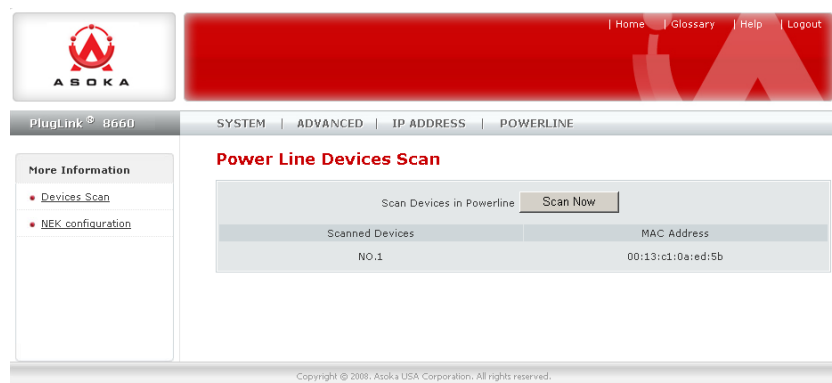 | Home | Glossary | Help | Logout
ASOKA
PlugLink ® 8660
SYSTEM | ADVANCED | IP ADDRESS | POWERLINE
More Information
Devices Scan
NEK configuration
Power Line Devices Scan
Scan Devices in Powerline Scan Now
Scanned Devices MAC Address
NO.1 00:13:c1:0a:ed:5b
Copyright @ 2008. Asoka USA Corporation. All rights reserved.